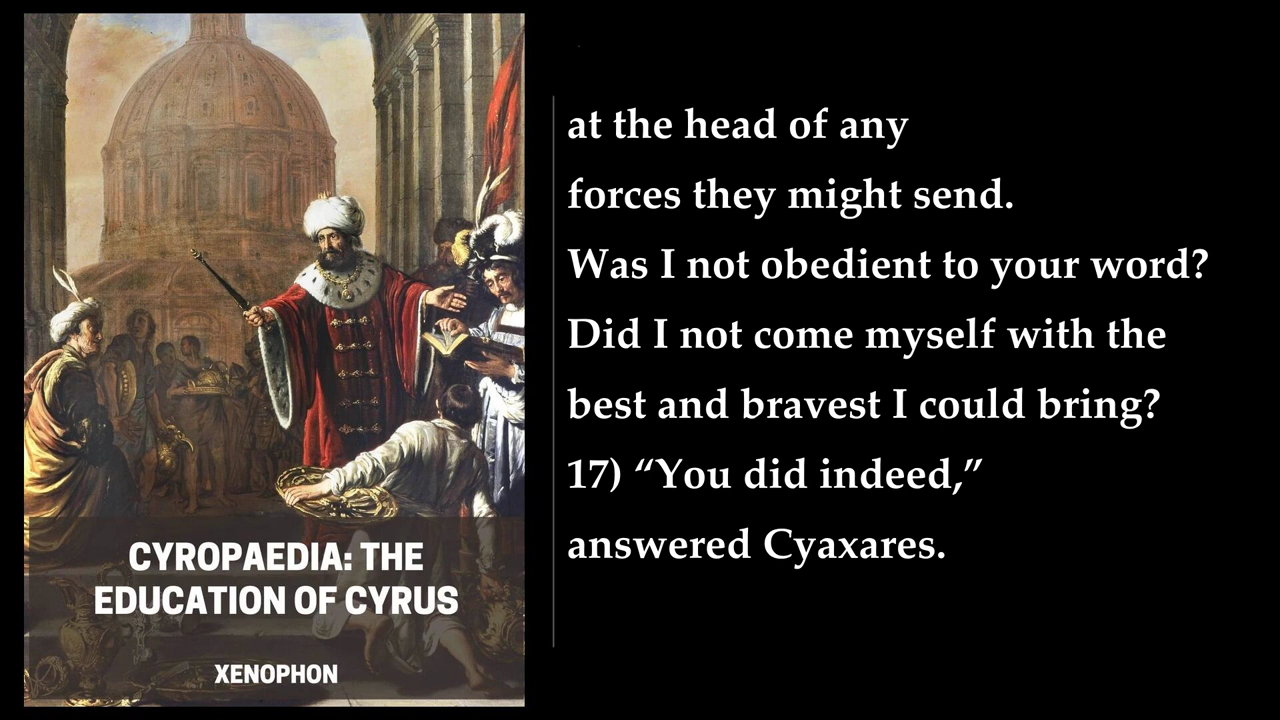 CYROPAEDIA: THE
EDUCATION OF CYRUS
XENOPHON
at the head of any
forces they might send.
Was I not obedient to your word?
Did I not come myself with the
best and bravest I could bring?
17) “You did indeed,”
answered Cyaxares.